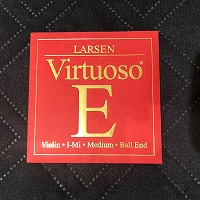 LARSEN
Virtuoso®
E
Violin • I-Mi • Medium • Ball End